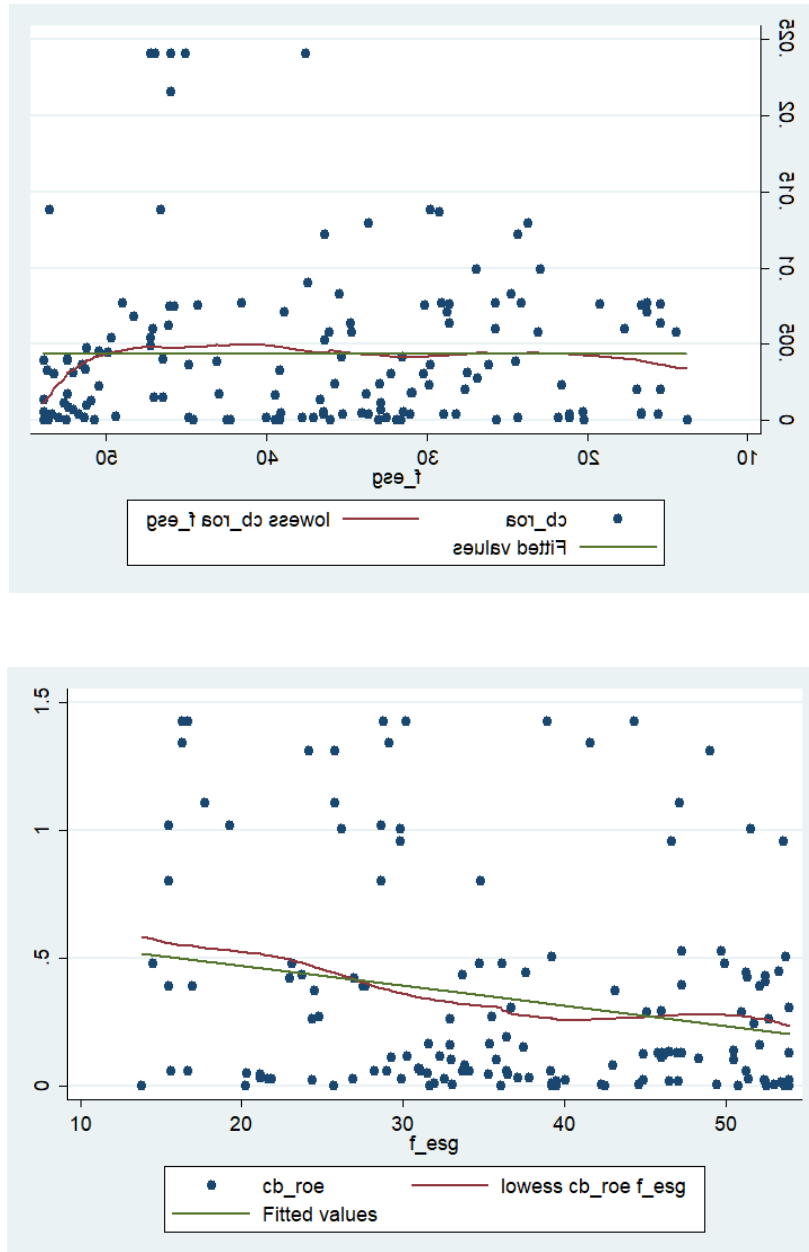 .025
.02
.015
.01
.005
0
10 20 30 40 50
f_esg
cb_roa lowess cb_roa f_esg
Fitted values
1.5
1
.5
0
10 20 30 40 50
f_esg
cb_roe lowess cb_roe f_esg
Fitted values